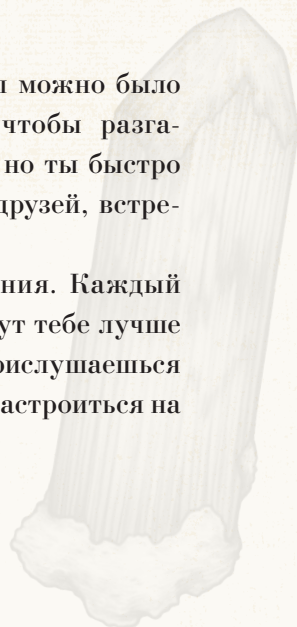 можно было
чтобы разга-
но ты быстро
друзей, встре-
ния. Каждый
ут тебе лучше
рислушаешься
астроиться на